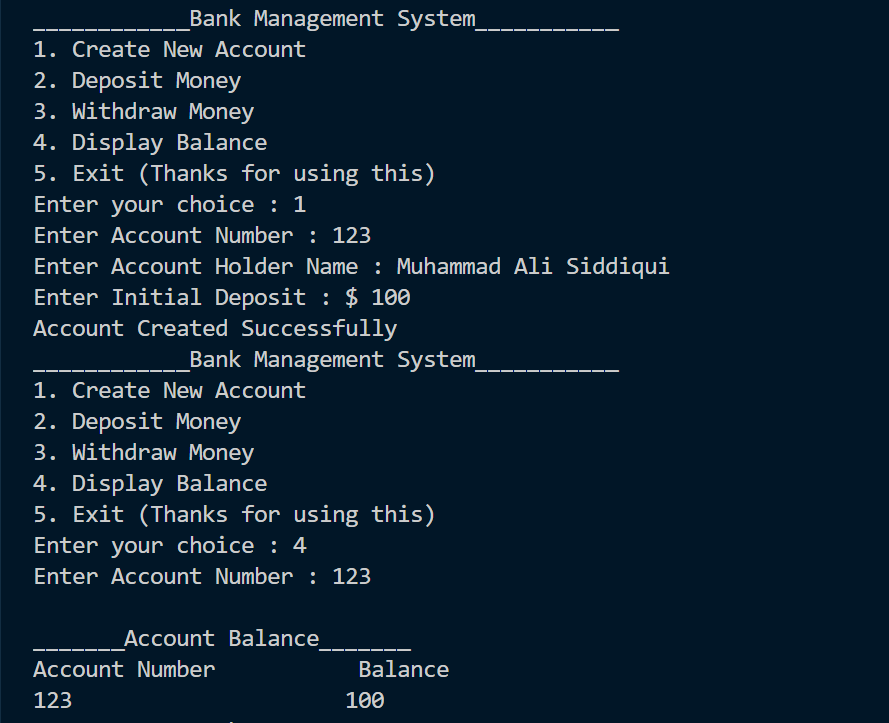 ____________Bank Management System___________
1. Create New Account
2. Deposit Money
3. Withdraw Money
4. Display Balance
5. Exit (Thanks for using this)
Enter your choice : 1
Enter Account Number : 123
Enter Account Holder Name : Muhammad Ali Siddiqui
Enter Initial Deposit : $ 100
Account Created Successfully
____________Bank Management System___________
1. Create New Account
2. Deposit Money
3. Withdraw Money
4. Display Balance
5. Exit (Thanks for using this)
Enter your choice : 4
Enter Account Number : 123
_______Account Balance_______
Account Number           Balance
123                     100